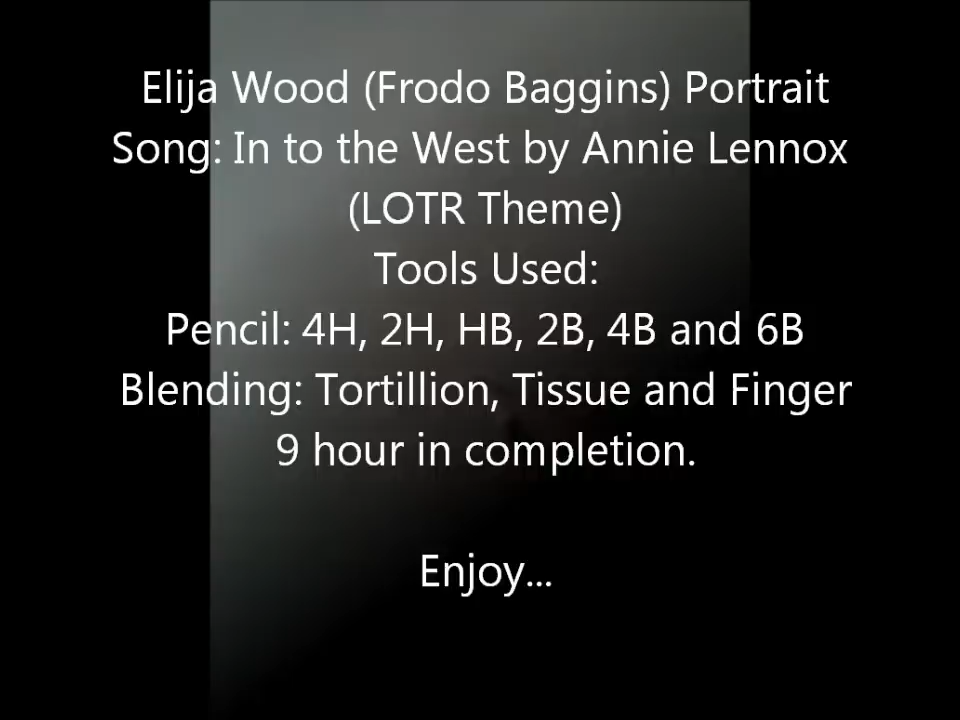 Elija Wood (Frodo Baggins) Portrait
Song: In to the West by Annie Lennox
(LOTR Theme)
Tools Used:
Pencil: 4H, 2H, HB, 2B, 4B and 6B
Blending: Tortillion, Tissue and Finger
9 hour in completion.
Enjoy...